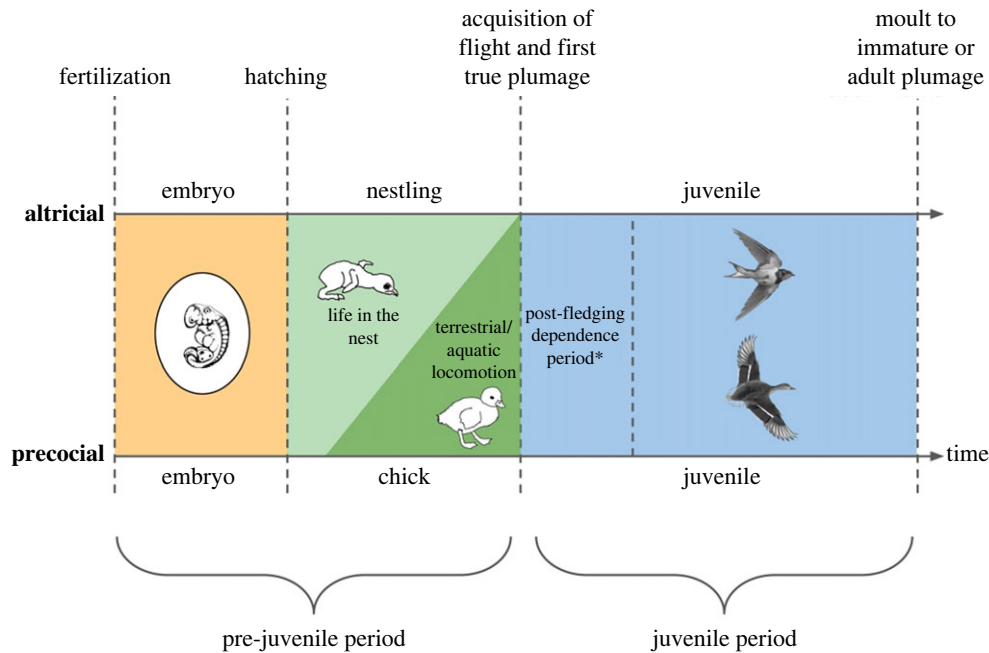 acquisition of
flight and first
true plumage
moult to
immature or
adult plumage
fertilization
hatching
embryo
nestling
juvenile
altricial
life in the
nest
terrestrial/
aquatic
locomotion
post-fledging
dependence
period*
precocial
time
embryo
chick
juvenile
pre-juvenile period
juvenile period